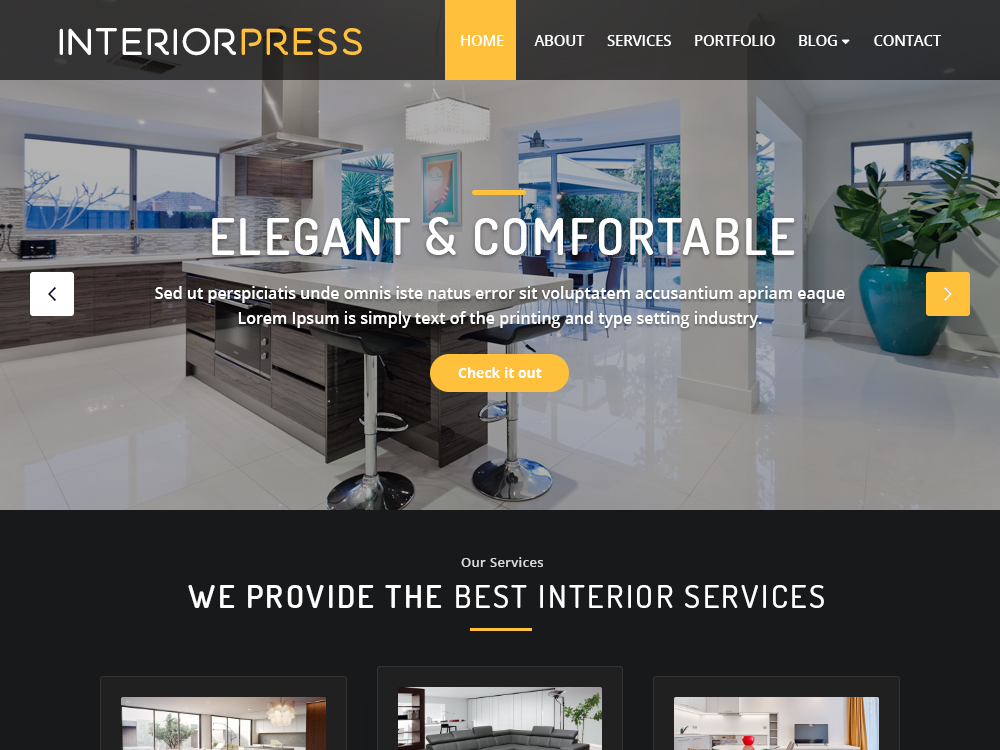 INTERIORPRESS
HOME ABOUT SERVICES PORTFOLIO BLOG CONTACT
ELEGANT & COMFORTABLE
Sed ut perspiciatis unde omnis iste natus error sit voluptatem accusantium apriam eaque
Lorem Ipsum is simply text of the printing and type setting industry.
Check it out
Our Services
WE PROVIDE THE BEST INTERIOR SERVICES